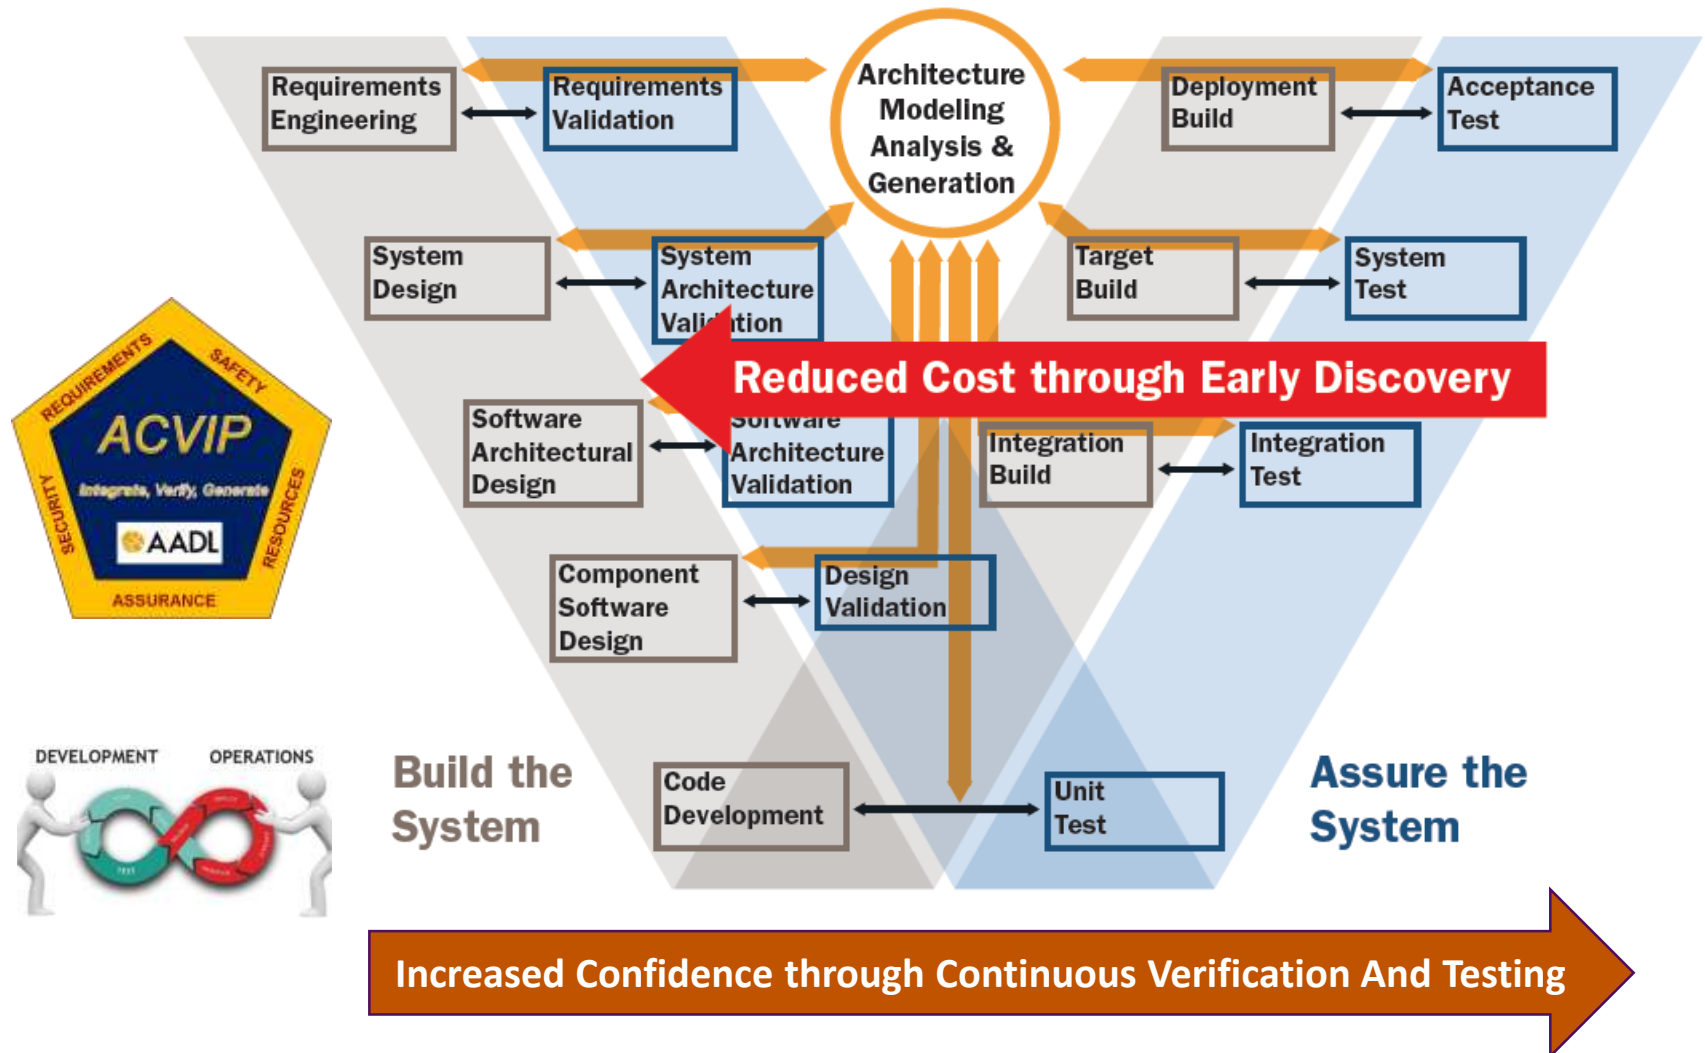 Requirements
Engineering
Requirements
Validation
Architecture
Modeling
Analysis &
Generation
Deployment
Build
Acceptance
Test
System
Design
System
Architecture
Validation
Target
Build
System
Test
Reduced Cost through Early Discovery
Software
Architectural
Design
Software
Architecture
Validation
Integration
Build
Integration
Test
Component
Software
Design
Design
Validation
Code
Development
Unit
Test
Build the
System
Assure the
System
REQUIREMENTS
SAFETY
SECURITY
RESOURCES
ASSURANCE
ACVIP
Integrate, Verify, Generate
AADL
DEVELOPMENT
OPERATIONS
TEST
Increased Confidence through Continuous Verification And Testing